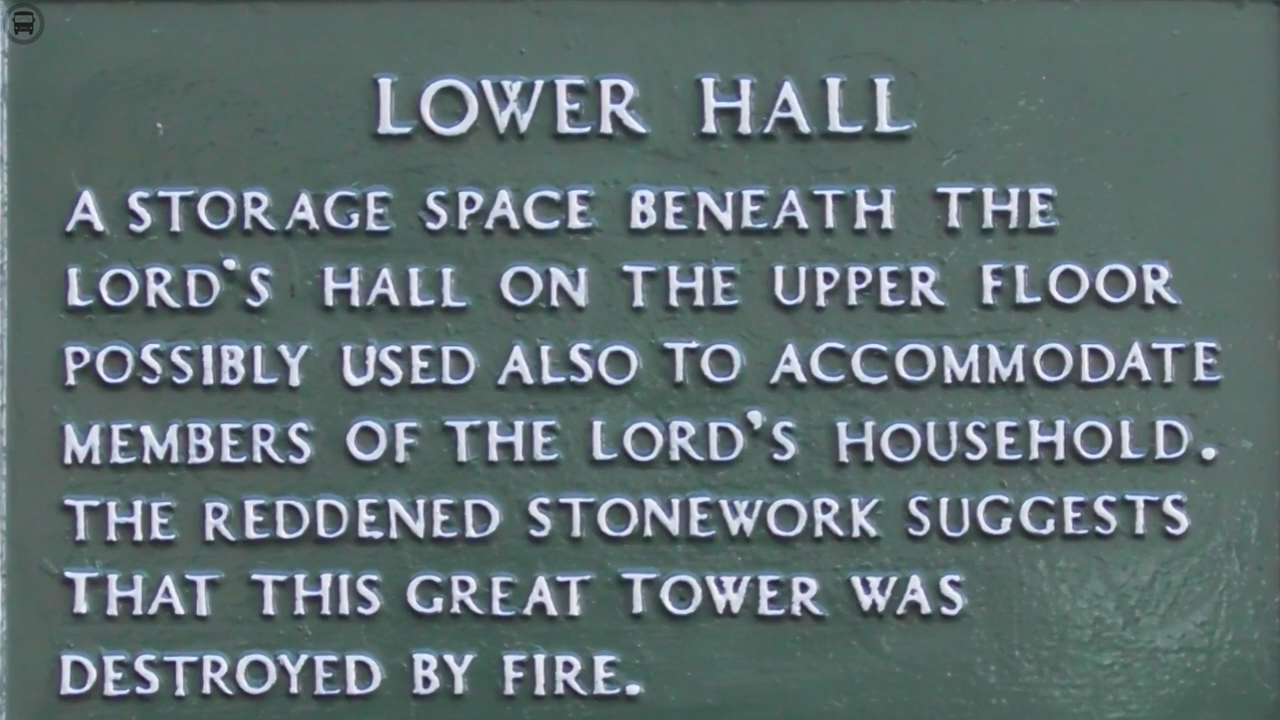 LOWER HALL
A STORAGE SPACE BENEATH THE
LORD'S HALL ON THE UPPER FLOOR
POSSIBLY USED ALSO TO ACCOMMODATE
MEMBERS OF THE LORD'S HOUSEHOLD.
THE REDDENED STONEWORK SUGGESTS
THAT THIS GREAT TOWER WAS
DESTROYED BY FIRE.